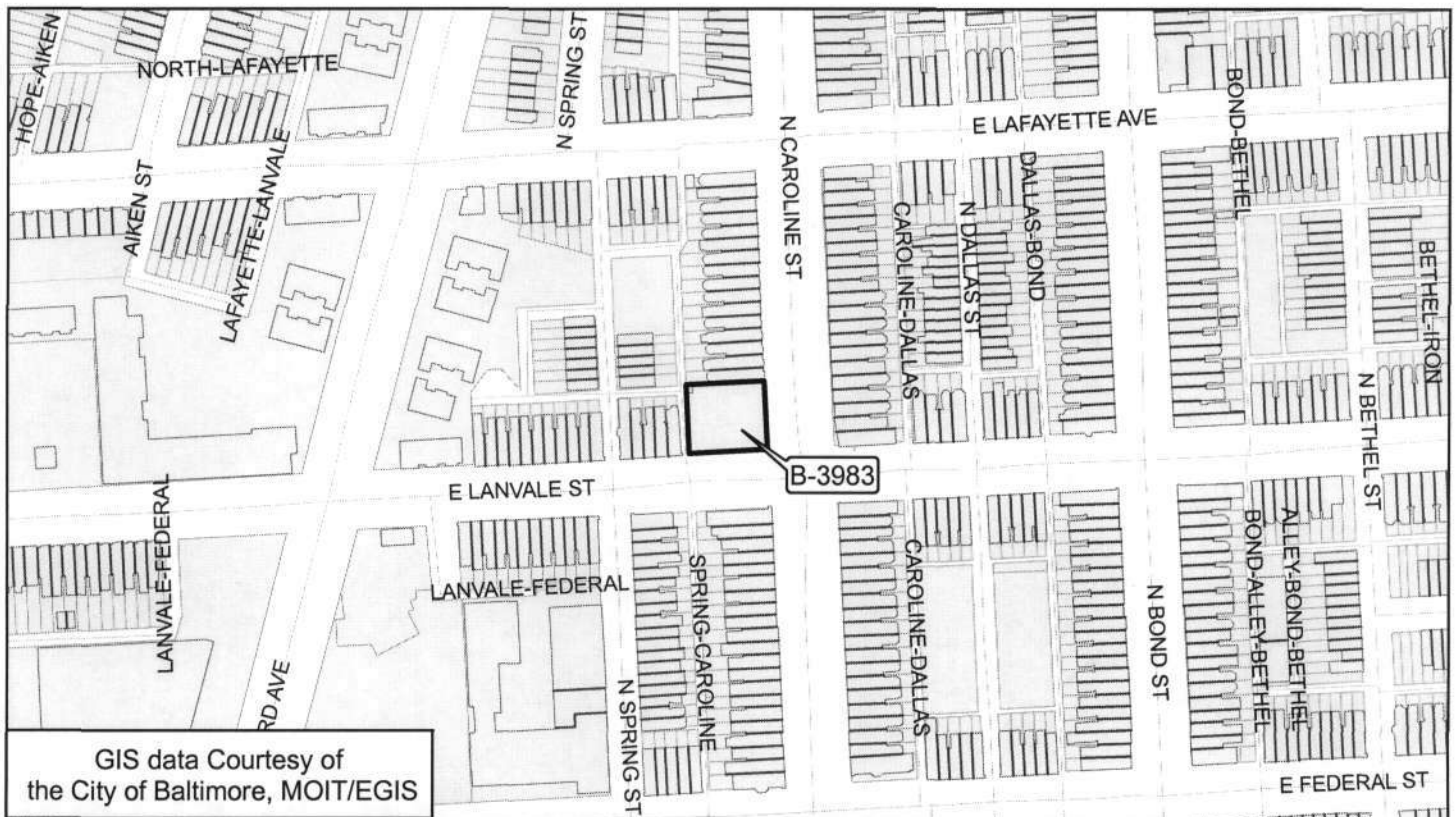 HOPE-AIKEN
NORTH-LAFAYETTE
N SPRING ST
AIKEN ST
LAFAYETTE-LANVALE
N CAROLINE ST
E LAFAYETTE AVE
BOND-BETHEL
CAROLINE-DALLAS
N DALLAS ST
DALLAS-BOND
BETHEL-IRON
N BETHEL ST
B-3983
E LANVALE ST
LANVALE-FEDERAL
LANVALE-FEDERAL
SPRING-CAROLINE
N SPRING ST
CAROLINE-DALLAS
N BOND ST
BOND-ALLEY-BETHEL
ALLEY-BOND-BETHEL
RD AVE
E FEDERAL ST
GIS data Courtesy of
the City of Baltimore, MOIT/EGIS